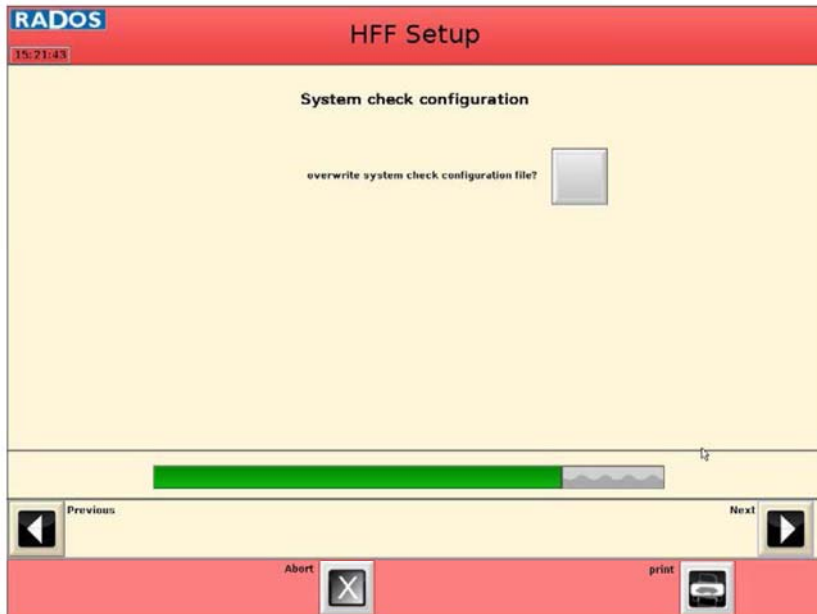 RADOS
HFF Setup
15:21:43
System check configuration
overwrite system check configuration file?
Previous
Next
Abort
X
print